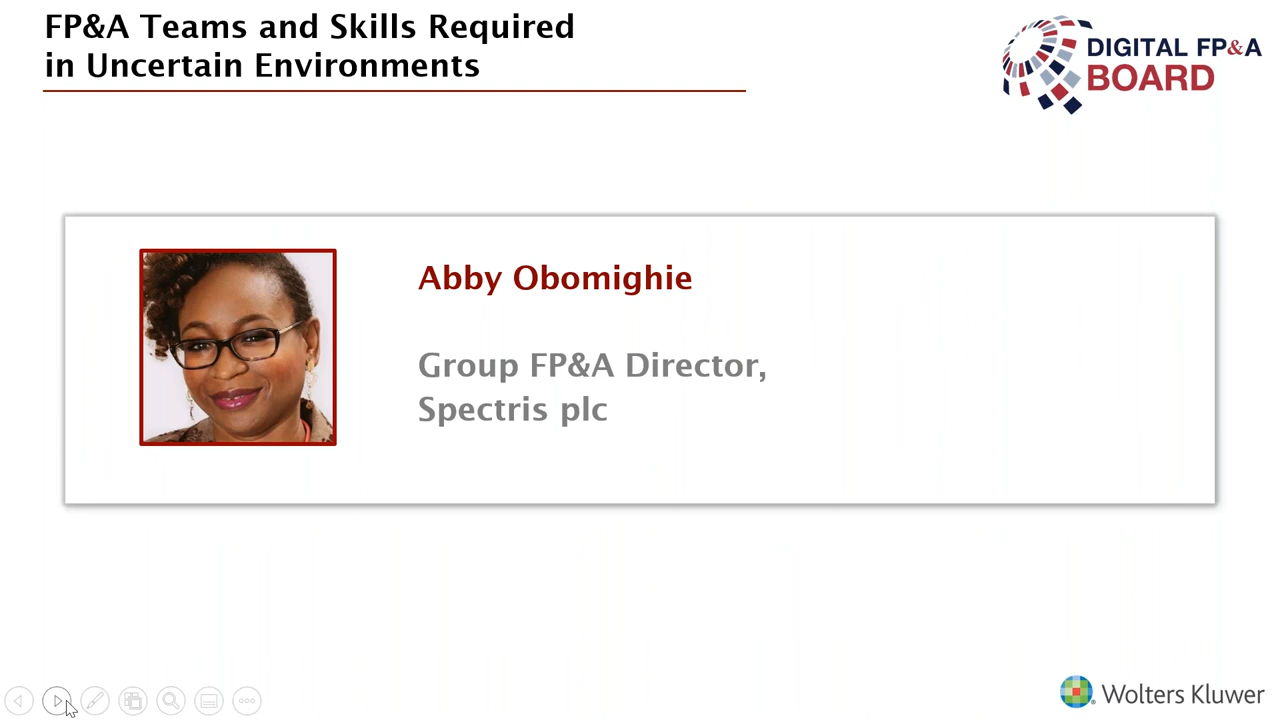 FP&A Teams and Skills Required
in Uncertain Environments
DIGITAL FP&A
BOARD
Abby Obomighie
Group FP&A Director,
Spectris plc
Wolters Kluwer